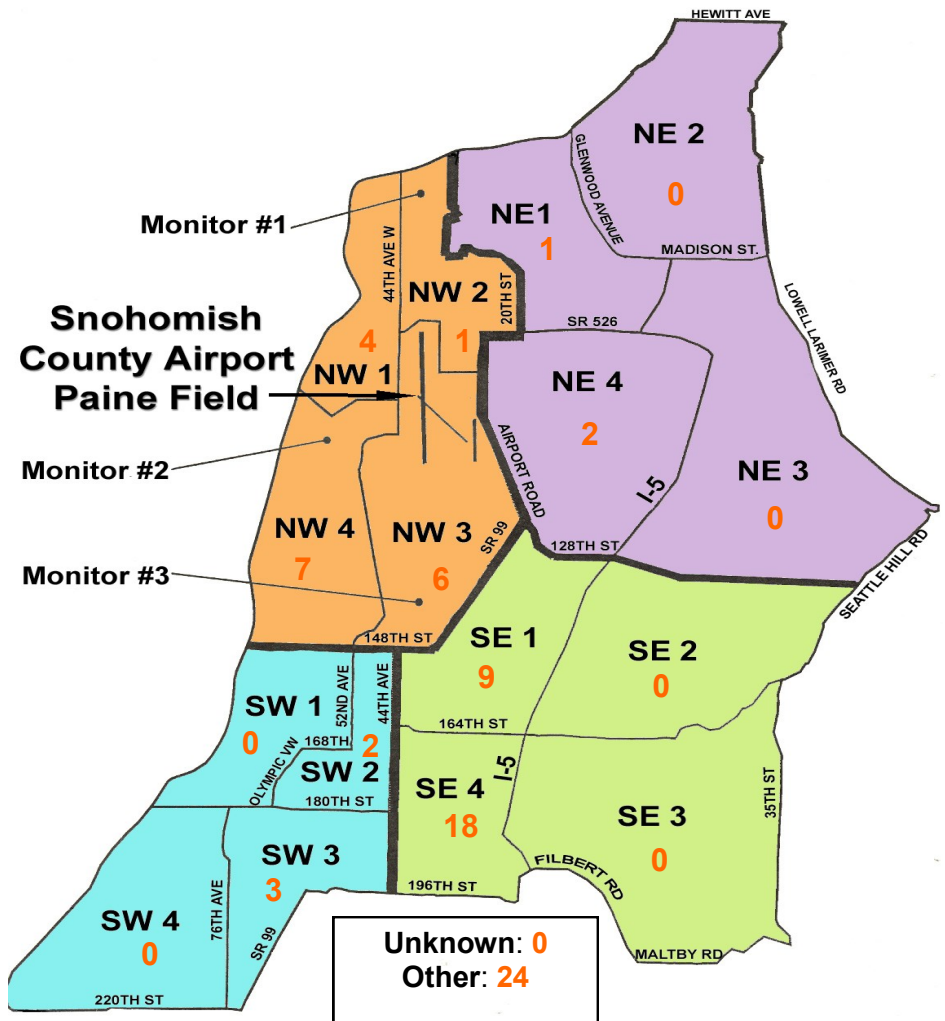 HEWITT AVE
NE 2
0
GLENWOOD AVENUE
MADISON ST.
NE1
1
Monitor #1
44TH AVE W
NW 2
1
20TH ST
SR 526
LOWELL LARIMER RD
Snohomish
County Airport
Paine Field
4
NW 1
NE 4
2
AIRPORT ROAD
I-5
NE 3
0
Monitor #2
NW 4
7
NW 3
6
SR 99
128TH ST
SEATTLE HILL RD
Monitor #3
148TH ST
SE 1
9
SE 2
0
164TH ST
SW 1
0
52ND AVE
44TH AVE
168TH
2
SW 2
OLYMPIC VW
180TH ST
SE 4
18
I-5
SE 3
0
35TH ST
SW 3
3
196TH ST
FILBERT RD
MALTBY RD
SW 4
0
76TH AVE
SR 99
220TH ST
Unknown: 0
Other: 24